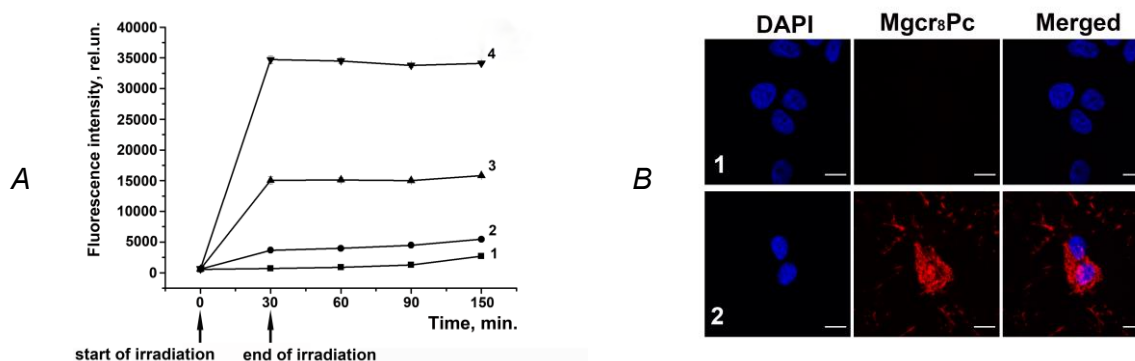 A
Fluorescence intensity, rel.un.
40000
35000
30000
25000
20000
15000
10000
5000
0
4
3
2
1
0 30 60 90 150
Time, min.
start of irradiation end of irradiation
B
DAPI Mgcr₈Pc Merged
1
2